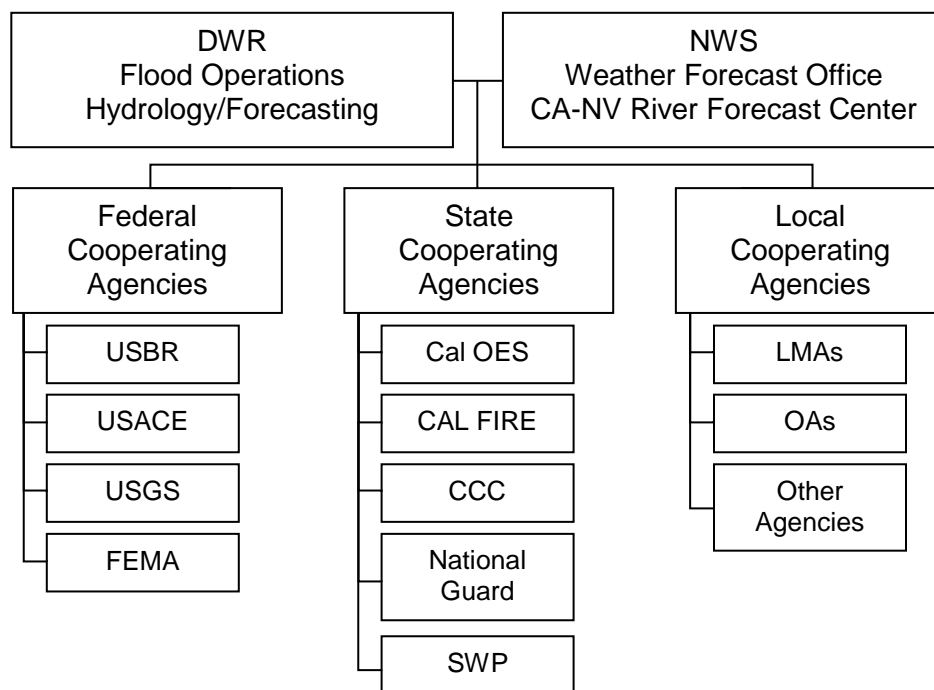 DWR
Flood Operations
Hydrology/Forecasting
NWS
Weather Forecast Office
CA-NV River Forecast Center
Federal
Cooperating
Agencies
USBR
USACE
USGS
FEMA
State
Cooperating
Agencies
Cal OES
CAL FIRE
CCC
National
Guard
SWP
Local
Cooperating
Agencies
LMAs
OAs
Other
Agencies